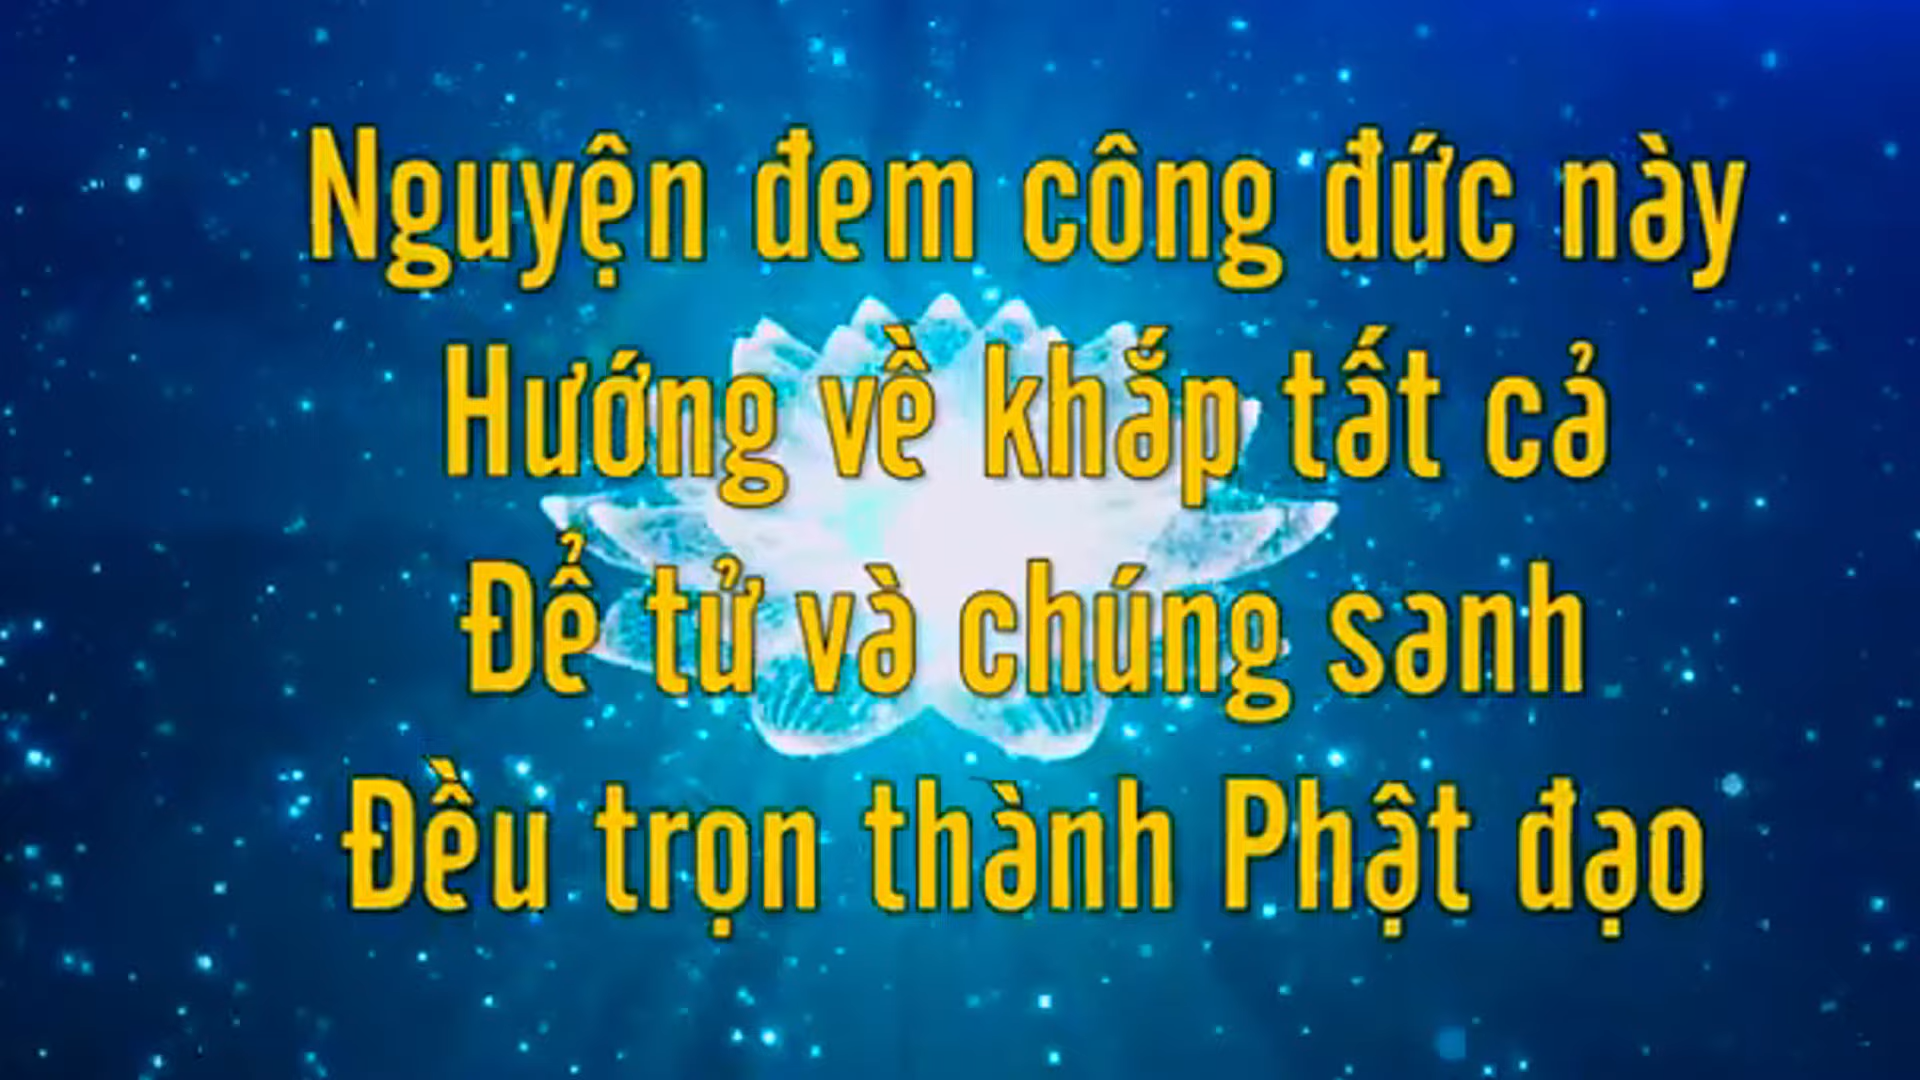 Nguyện đem công đức này
Hướng về khắp tất cả
Để tử và chúng sanh
Đều trọn thành Phật đạo